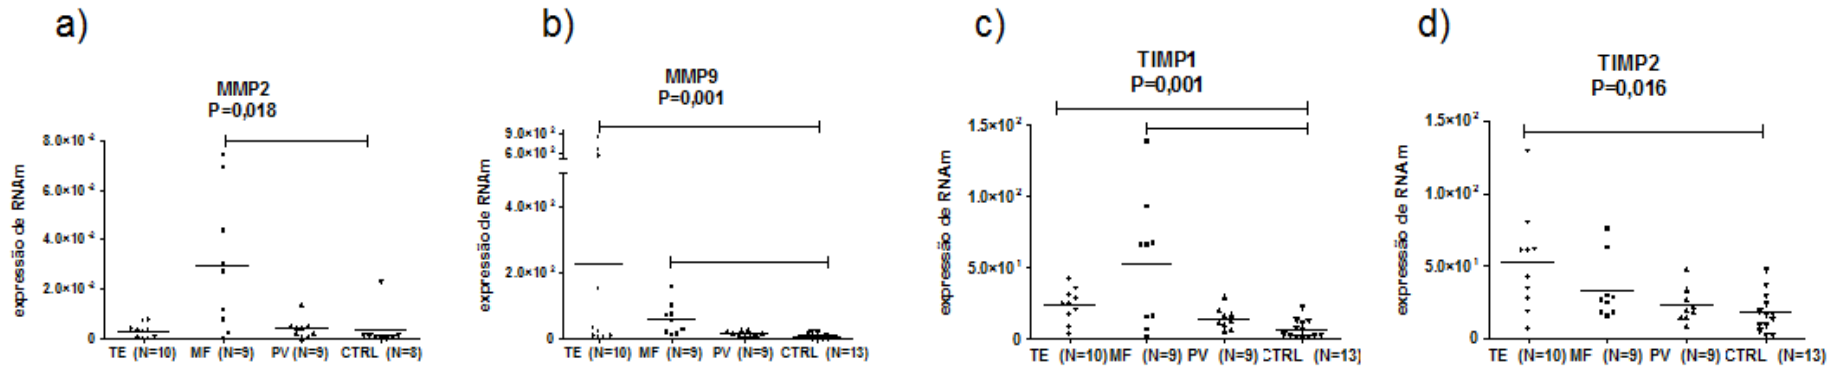 a)
MMP2
P=0,018
expressão de RNAm
8.0×10⁻²
6.0×10⁻²
4.0×10⁻²
2.0×10⁻²
0
TE (N=10) MF (N=9) PV (N=9) CTRL (N=8)
b)
MMP9
P=0,001
expressão de RNAm
9.0×10²
6.0×10²
4.0×10²
2.0×10²
0
TE (N=10) MF (N=9) PV (N=9) CTRL (N=13)
c)
TIMP1
P=0,001
expressão de RNAm
1.5×10²
1.0×10²
5.0×10¹
0
TE (N=10) MF (N=9) PV (N=9) CTRL (N=13)
d)
TIMP2
P=0,016
expressão de RNAm
1.5×10²
1.0×10²
5.0×10¹
0
TE (N=10) MF (N=9) PV (N=9) CTRL (N=13)